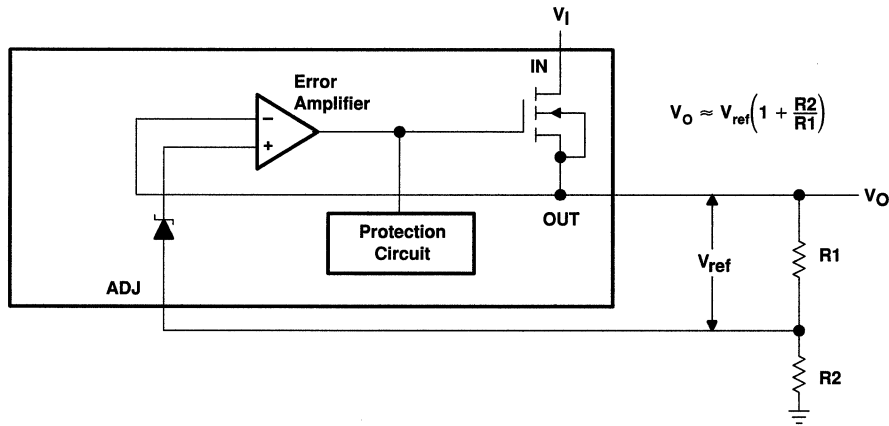 V_I
IN
Error
Amplifier
−
+
V_O ≈ V_ref(1 + R2/R1)
OUT
V_O
Protection
Circuit
V_ref
R1
ADJ
R2